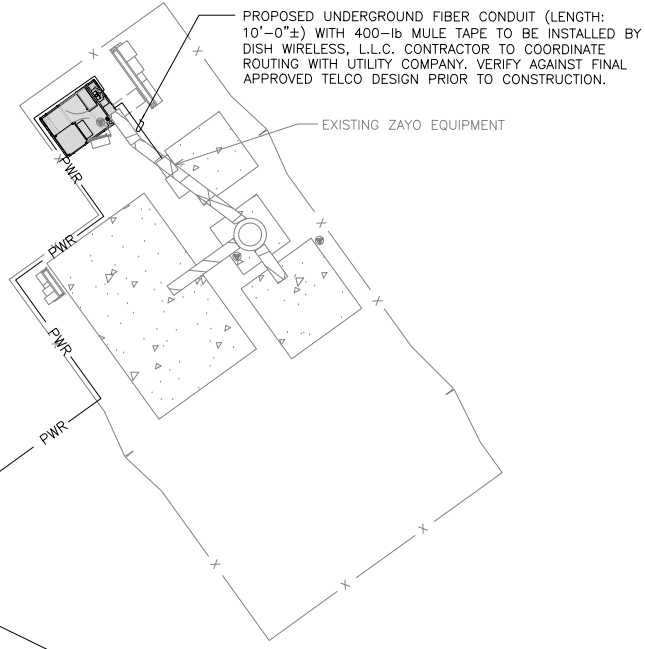 PROPOSED UNDERGROUND FIBER CONDUIT (LENGTH:
10'-0"±) WITH 400-lb MULE TAPE TO BE INSTALLED BY
DISH WIRELESS, L.L.C. CONTRACTOR TO COORDINATE
ROUTING WITH UTILITY COMPANY. VERIFY AGAINST FINAL
APPROVED TELCO DESIGN PRIOR TO CONSTRUCTION.
EXISTING ZAYO EQUIPMENT
X
X
PWR
PWR
X
X
PWR
PWR
X
X
X